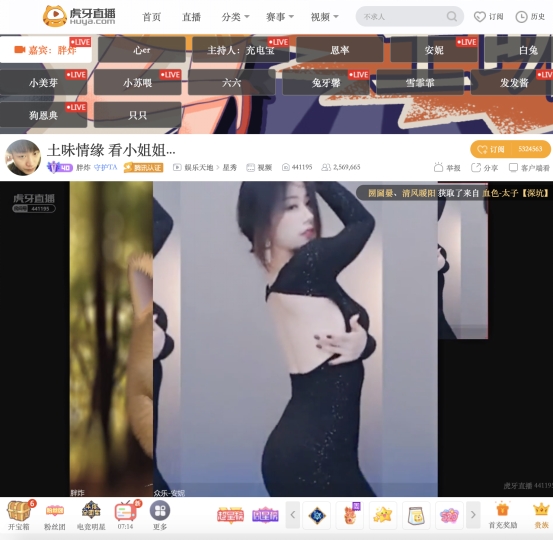 虎牙直播 首页 直播 分类 赛事 视频 不求人 订阅 历史
HUYA.com
嘉宾：胖炸 LIVE 心er LIVE 主持人：充电宝 LIVE 恩率 安妮 LIVE 白兔
小美芽 LIVE 小苏喂 LIVE 六六 兔牙馨 LIVE 雪霏霏 发发酱 LIVE
狗恩典 LIVE 只只
土味情缘 看小姐姐... 订阅 5324563
40 胖炸 守护TA 腾讯认证 娱乐天地 > 星秀 视频 441195 2,569,665 举报 分享 客户端看
虎牙直播 清风暖阳 获取了来自 血色-太子【深坑】
441195
虎牙直播 441195
胖炸 众乐-安妮
6
开宝箱 粉丝团 电竞明星 07:14 更多 首充奖励 贵族